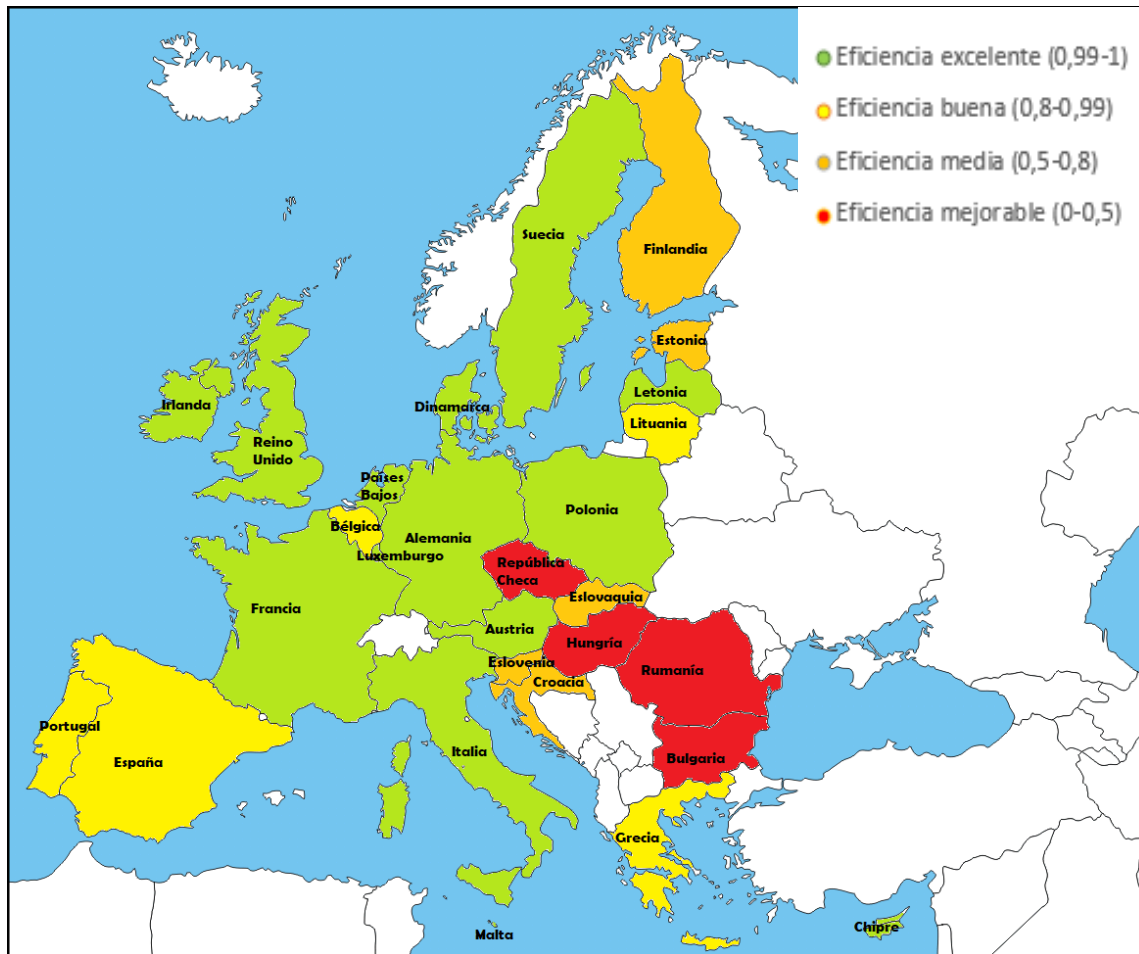 Eficiencia excelente (0,99-1)
Eficiencia buena (0,8-0,99)
Eficiencia media (0,5-0,8)
Eficiencia mejorable (0-0,5)
Suecia
Finlandia
Estonia
Letonia
Lituania
Irlanda
Dinamarca
Reino
Unido
Países
Bajos
Bélgica
Alemania
Polonia
Luxemburgo
República
Checa
Eslovaquia
Francia
Austria
Hungría
Eslovenia
Croacia
Rumanía
Portugal
España
Italia
Bulgaria
Grecia
Malta
Chipre